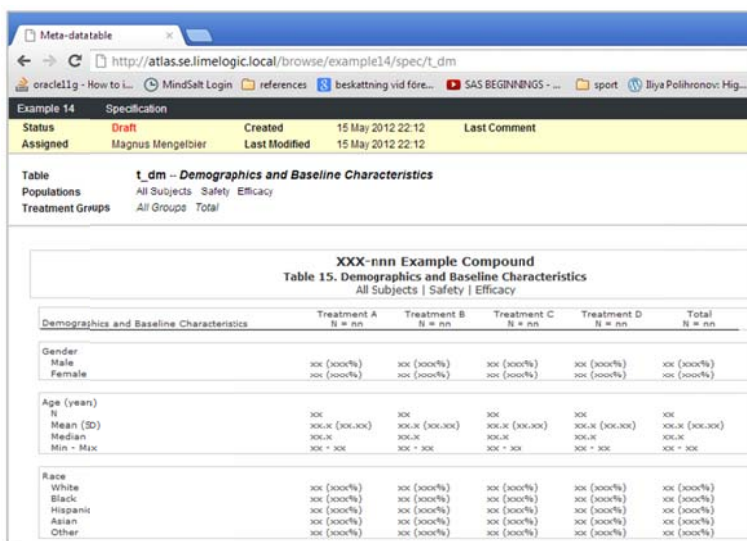 Meta-datatable
http://atlas.se.limelogic.local/browse/example14/spec/t_dm
oracle11g - How to i... MindSalt Login references beskattning vid före... SAS BEGINNINGS - ... sport Iliya Polihronov: Hig...
Example 14 Specification
Status Draft Created 15 May 2012 22:12 Last Comment
Assigned Magnus Mengelbier Last Modified 15 May 2012 22:12
Table t_dm -- Demographics and Baseline Characteristics
Populations All Subjects Safety Efficacy
Treatment Groups All Groups Total
XXX-nnn Example Compound
Table 15. Demographics and Baseline Characteristics
All Subjects | Safety | Efficacy
Treatment A Treatment B Treatment C Treatment D Total
Demographics and Baseline Characteristics N = nn N = nn N = nn N = nn N = nn
Gender
Male xx (xxx%) xx (xxx%) xx (xxx%) xx (xxx%) xx (xxx%)
Female xx (xxx%) xx (xxx%) xx (xxx%) xx (xxx%) xx (xxx%)
Age (years)
N xx xx xx xx xx
Mean (SD) xx.x (xx.xx) xx.x (xx.xx) xx.x (xx.xx) xx.x (xx.xx) xx.x (xx.xx)
Median xx.x xx.x xx.x xx.x xx.x
Min - Max xx - xx xx - xx xx - xx xx - xx xx - xx
Race
White xx (xxx%) xx (xxx%) xx (xxx%) xx (xxx%) xx (xxx%)
Black xx (xxx%) xx (xxx%) xx (xxx%) xx (xxx%) xx (xxx%)
Hispanic xx (xxx%) xx (xxx%) xx (xxx%) xx (xxx%) xx (xxx%)
Asian xx (xxx%) xx (xxx%) xx (xxx%) xx (xxx%) xx (xxx%)
Other xx (xxx%) xx (xxx%) xx (xxx%) xx (xxx%) xx (xxx%)